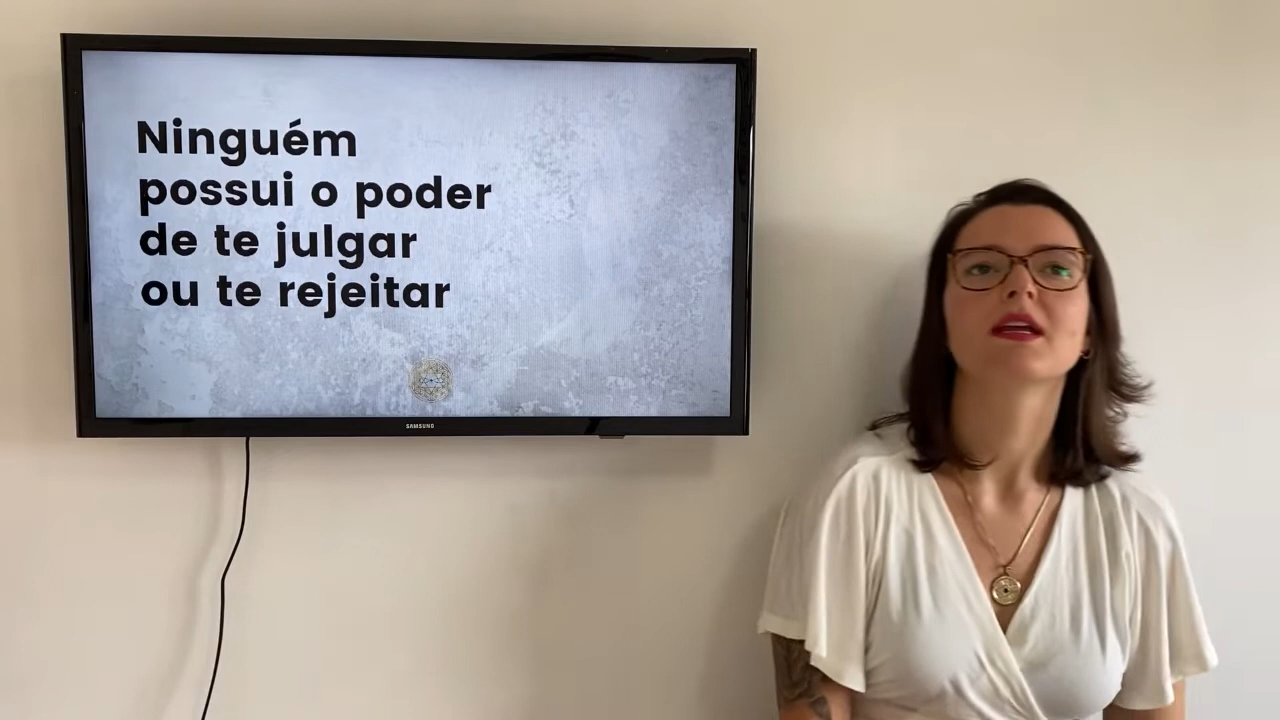 Ninguém
possui o poder
de te julgar
ou te rejeitar
SAMSUNG